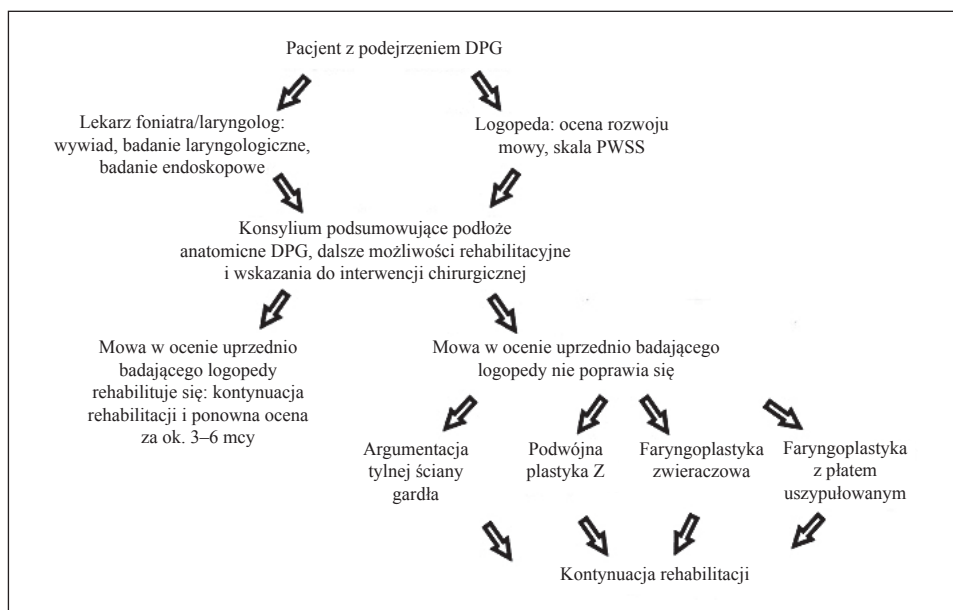 Pacjent z podejrzeniem DPG
Lekarz foniatra/laryngolog:
wywiad, badanie laryngologiczne,
badanie endoskopowe
Logopeda: ocena rozwoju
mowy, skala PWSS
Konsylium podsumowujące podłoże
anatomiczne DPG, dalsze możliwości rehabilitacyjne
i wskazania do interwencji chirurgicznej
Mowa w ocenie uprzednio
badającego logopedy
rehabilituje się: kontynuacja
rehabilitacji i ponowna ocena
za ok. 3–6 mcy
Mowa w ocenie uprzednio badającego
logopedy nie poprawia się
Argumentacja
tylnej ściany
gardła
Podwójna
plastyka Z
Faryngoplastyka
zwieraczowa
Faryngoplastyka
z płatem
uszypułowanym
Kontynuacja rehabilitacji